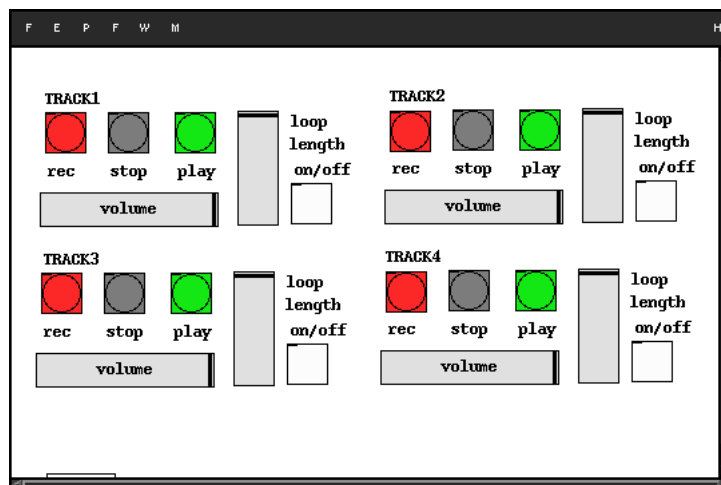 F E P F W M H
TRACK1
rec stop play
loop
length
on/off
volume
TRACK2
rec stop play
loop
length
on/off
volume
TRACK3
rec stop play
loop
length
on/off
volume
TRACK4
rec stop play
loop
length
on/off
volume